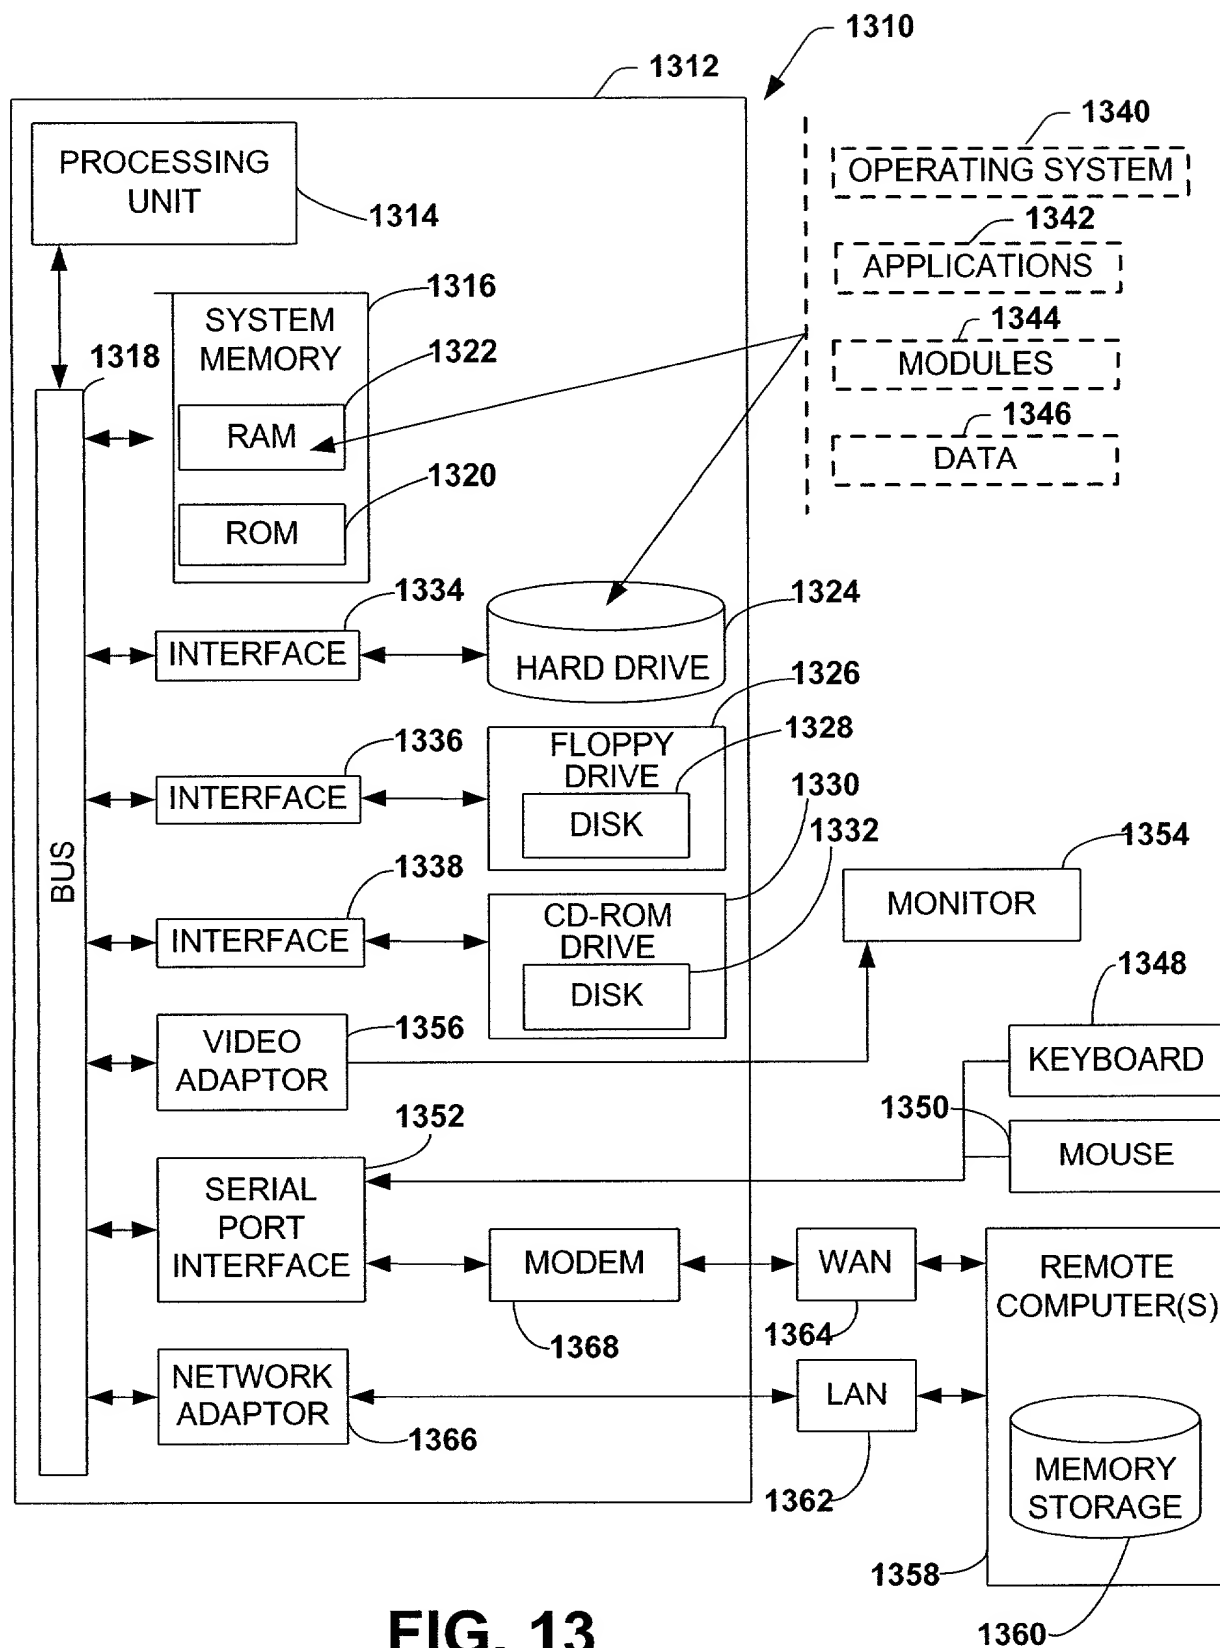 1310
1312
1340
PROCESSING
UNIT
OPERATING SYSTEM
1314
1342
APPLICATIONS
1316
SYSTEM
MEMORY
1344
1318
1322
MODULES
1346
RAM
DATA
1320
ROM
1334
1324
INTERFACE
HARD DRIVE
1326
1336
FLOPPY
DRIVE
1328
INTERFACE
1330
DISK
1332
1354
BUS
1338
MONITOR
CD-ROM
DRIVE
INTERFACE
1348
DISK
1356
VIDEO
ADAPTOR
KEYBOARD
1350
1352
MOUSE
SERIAL
PORT
INTERFACE
MODEM
WAN
REMOTE
COMPUTER(S)
1364
1368
NETWORK
ADAPTOR
LAN
1366
MEMORY
STORAGE
1362
1358
FIG. 13
1360